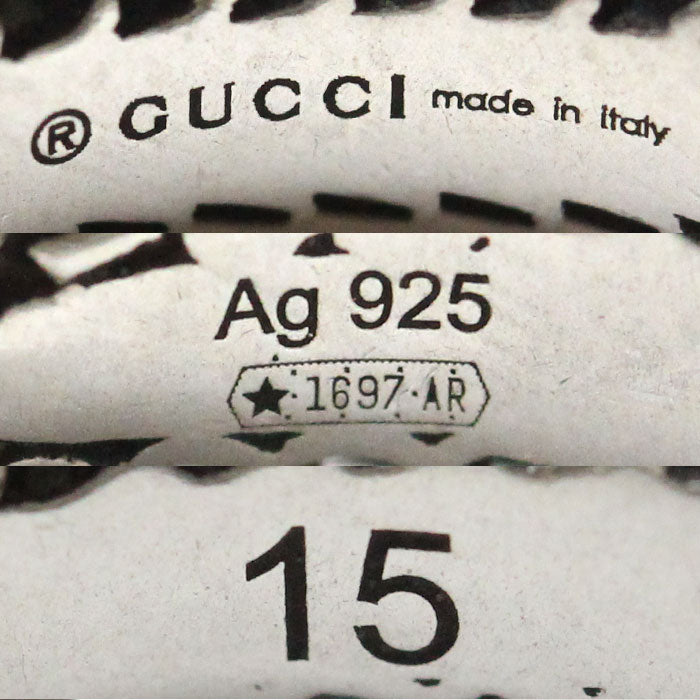 ® GUCCI made in italy
Ag 925
★·1697·AR
15